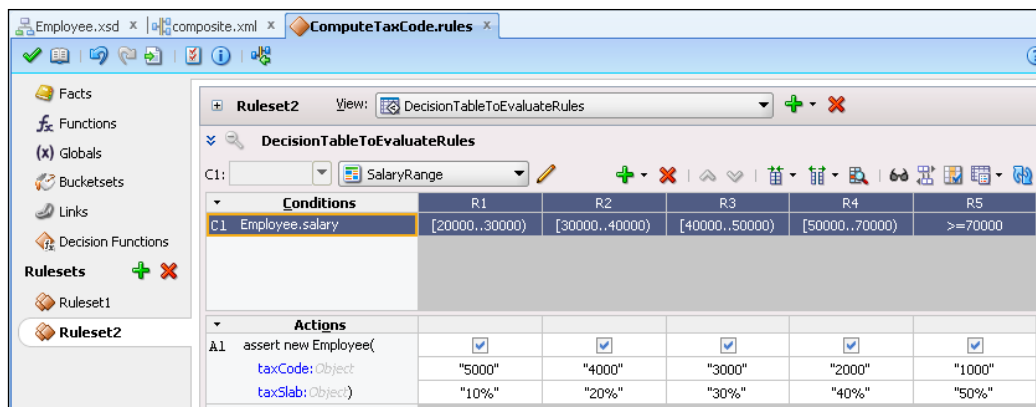 Employee.xsd x composite.xml x ComputeTaxCode.rules x
Facts
fx Functions
(x) Globals
Bucketsets
Links
Decision Functions
Rulesets
Ruleset1
Ruleset2
Ruleset2 View: DecisionTableToEvaluateRules
DecisionTableToEvaluateRules
C1: SalaryRange
Conditions R1 R2 R3 R4 R5
C1 Employee.salary [20000..30000) [30000..40000) [40000..50000) [50000..70000) >=70000
Actions
A1 assert new Employee(
taxCode:Object "5000" "4000" "3000" "2000" "1000"
taxSlab:Object) "10%" "20%" "30%" "40%" "50%"